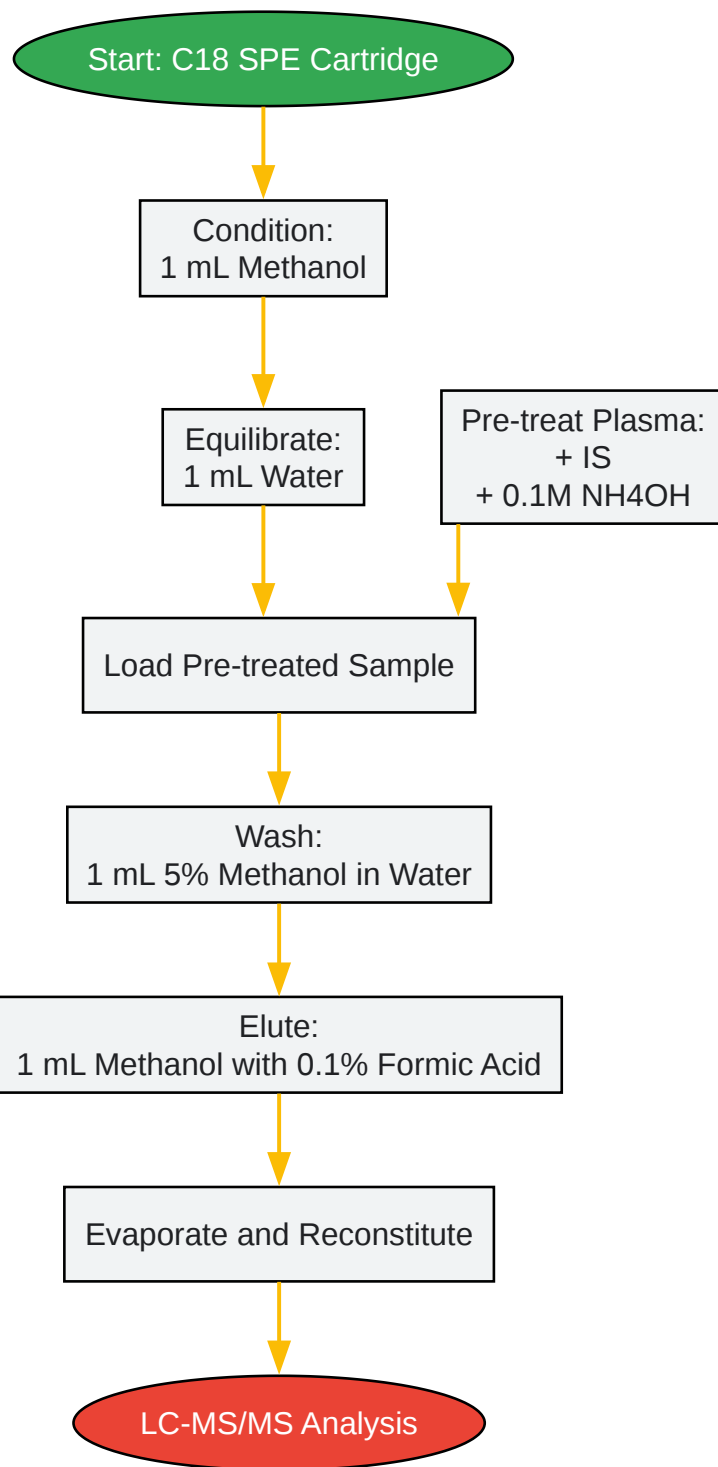 Start: C18 SPE Cartridge
Condition:
1 mL Methanol
Equilibrate:
1 mL Water
Pre-treat Plasma:
+ IS
+ 0.1M NH4OH
Load Pre-treated Sample
Wash:
1 mL 5% Methanol in Water
Elute:
1 mL Methanol with 0.1% Formic Acid
Evaporate and Reconstitute
LC-MS/MS Analysis